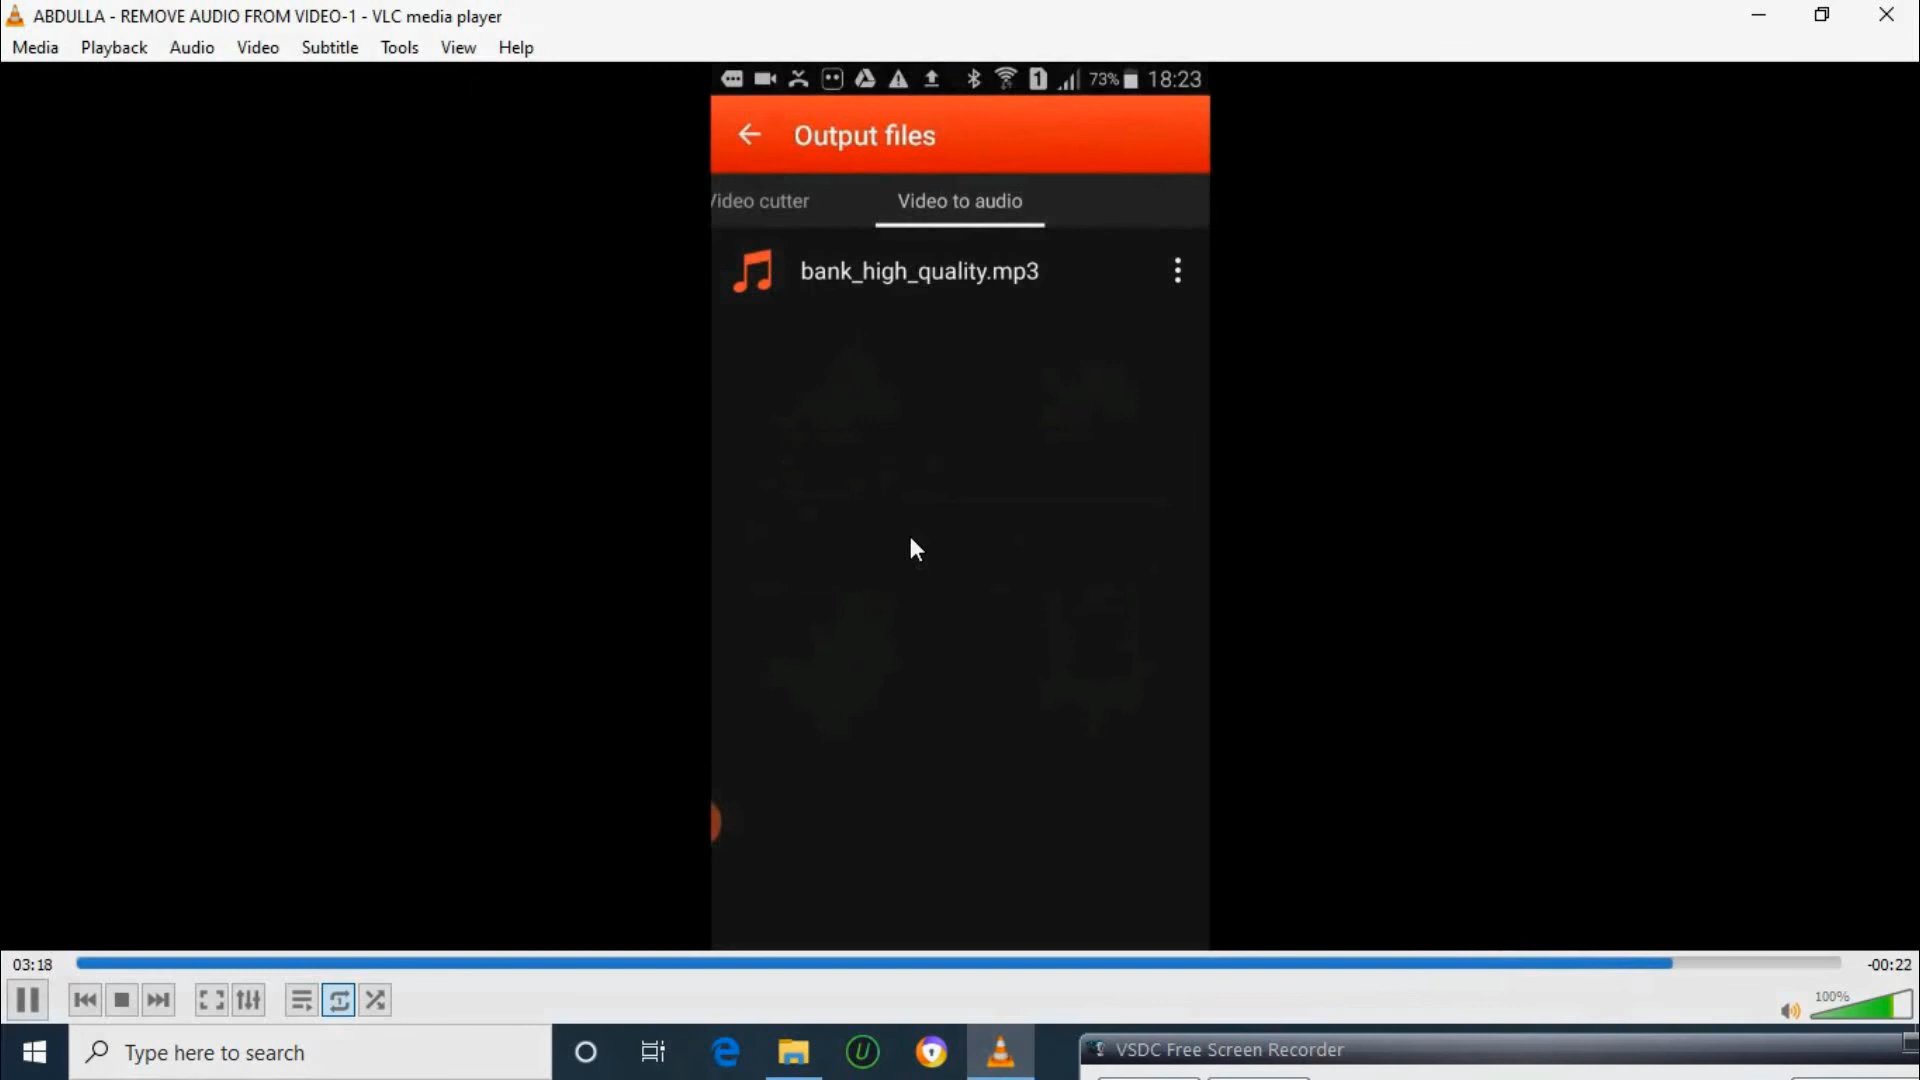 ABDULLA - REMOVE AUDIO FROM VIDEO-1 - VLC media player
Media Playback Audio Video Subtitle Tools View Help
1 73% 18:23
Output files
Video cutter Video to audio
bank_high_quality.mp3
03:18 -00:22
100%
Type here to search
VSDC Free Screen Recorder